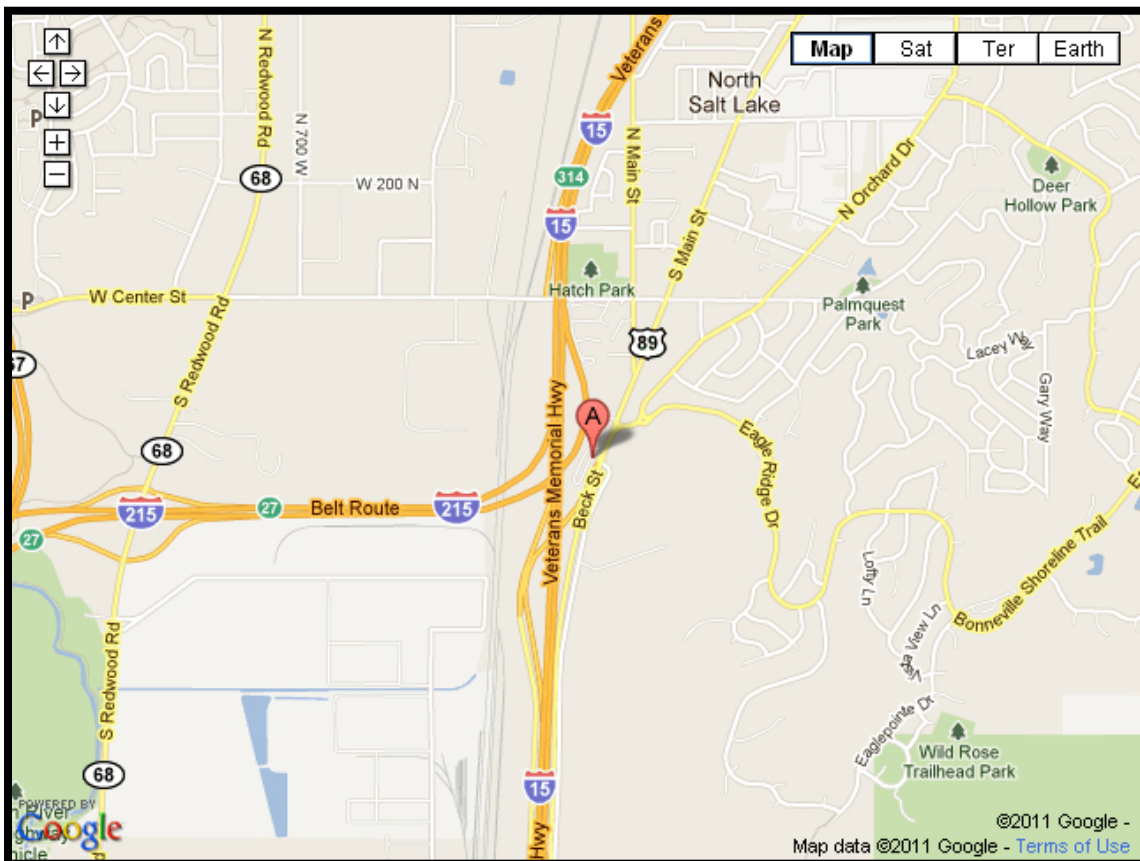 Map
Sat
Ter
Earth
Veterans
North
Salt Lake
N Redwood Rd
N 700 W
15
N Main St
P
68
W 200 N
314
15
N Orchard Dr
Deer
Hollow Park
S Main St
Hatch Park
P
W Center St
Palmquest
Park
S Redwood Rd
89
Lacey Way
Gary Way
Veterans Memorial Hwy
A
68
Eagle Ridge Dr
27
Belt Route
215
215
27
Beck St
Lofty Ln
Bonneville Shoreline Trail
View Ln
S Redwood Rd
Eaglepointe Dr
Wild Rose
Trailhead Park
68
15
POWERED BY
Google
River
Hwy
©2011 Google -
Map data ©2011 Google - Terms of Use